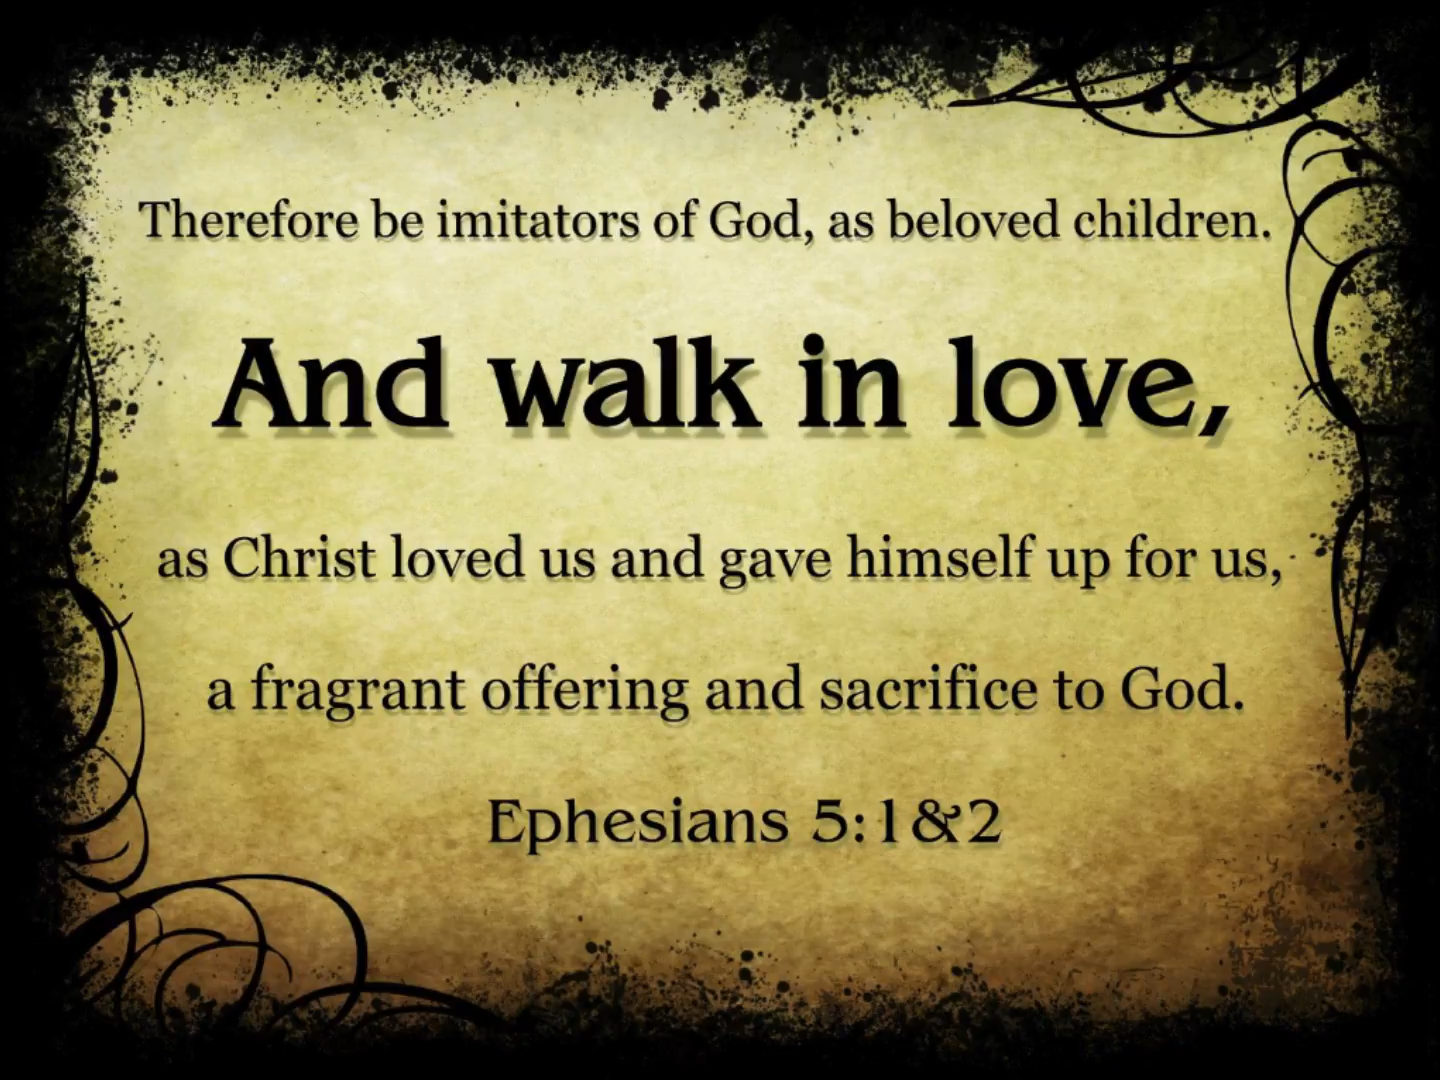 Therefore be imitators of God, as beloved children.
And walk in love,
as Christ loved us and gave himself up for us,
a fragrant offering and sacrifice to God.
Ephesians 5:1&2